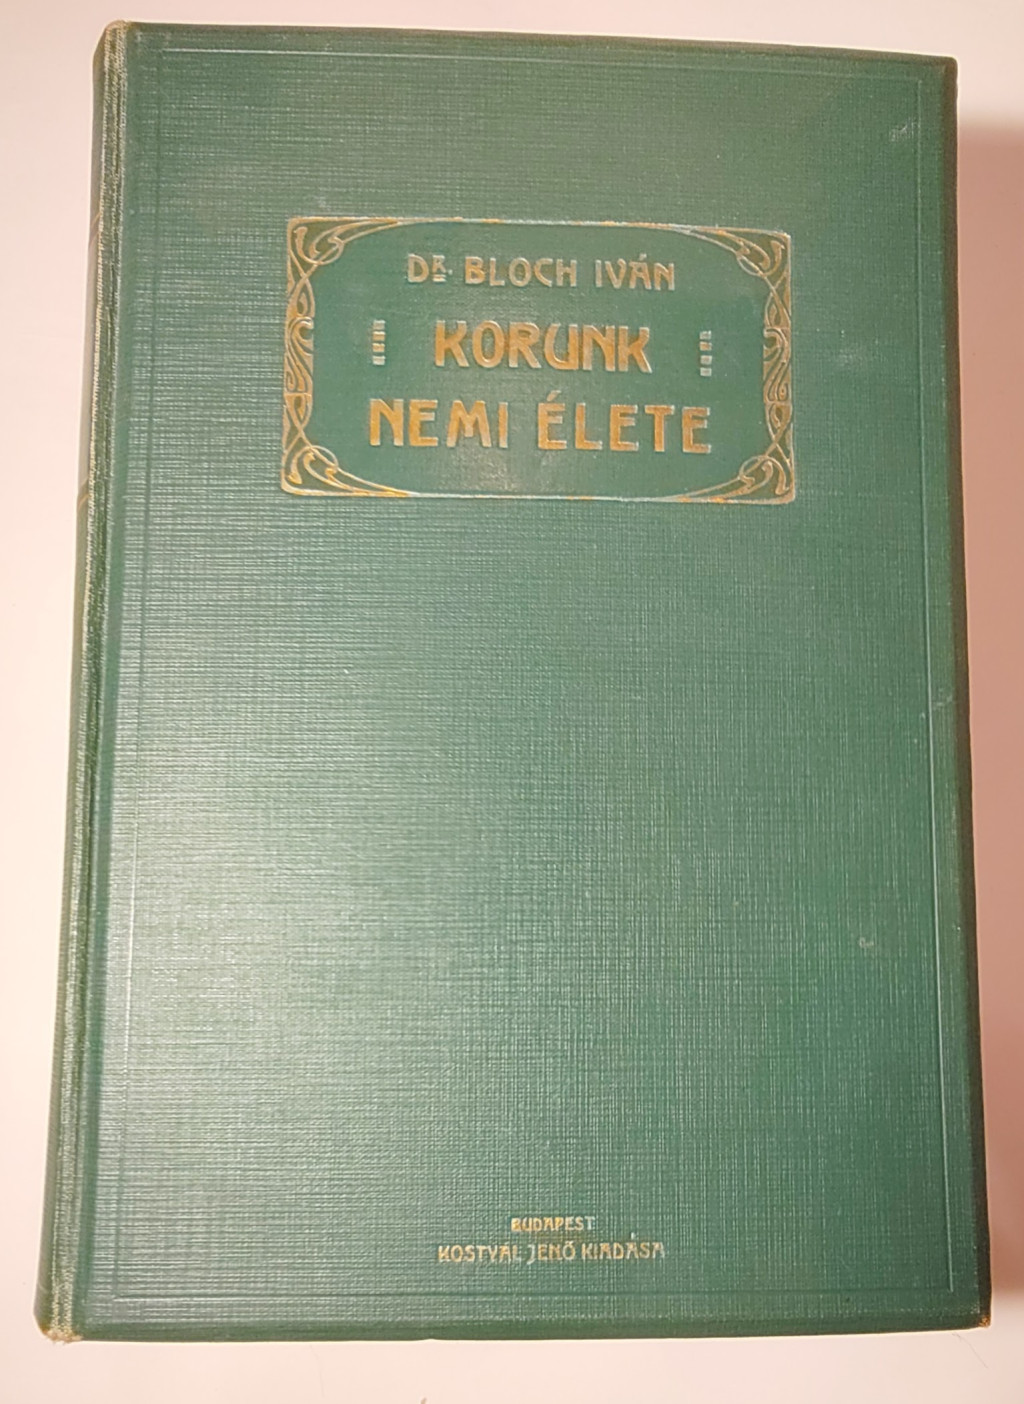 DR. BLOCH IVÁN
KORUNK
NEMI ÉLETE
BUDAPEST
KOSTYÁL JENŐ KIADÁSA